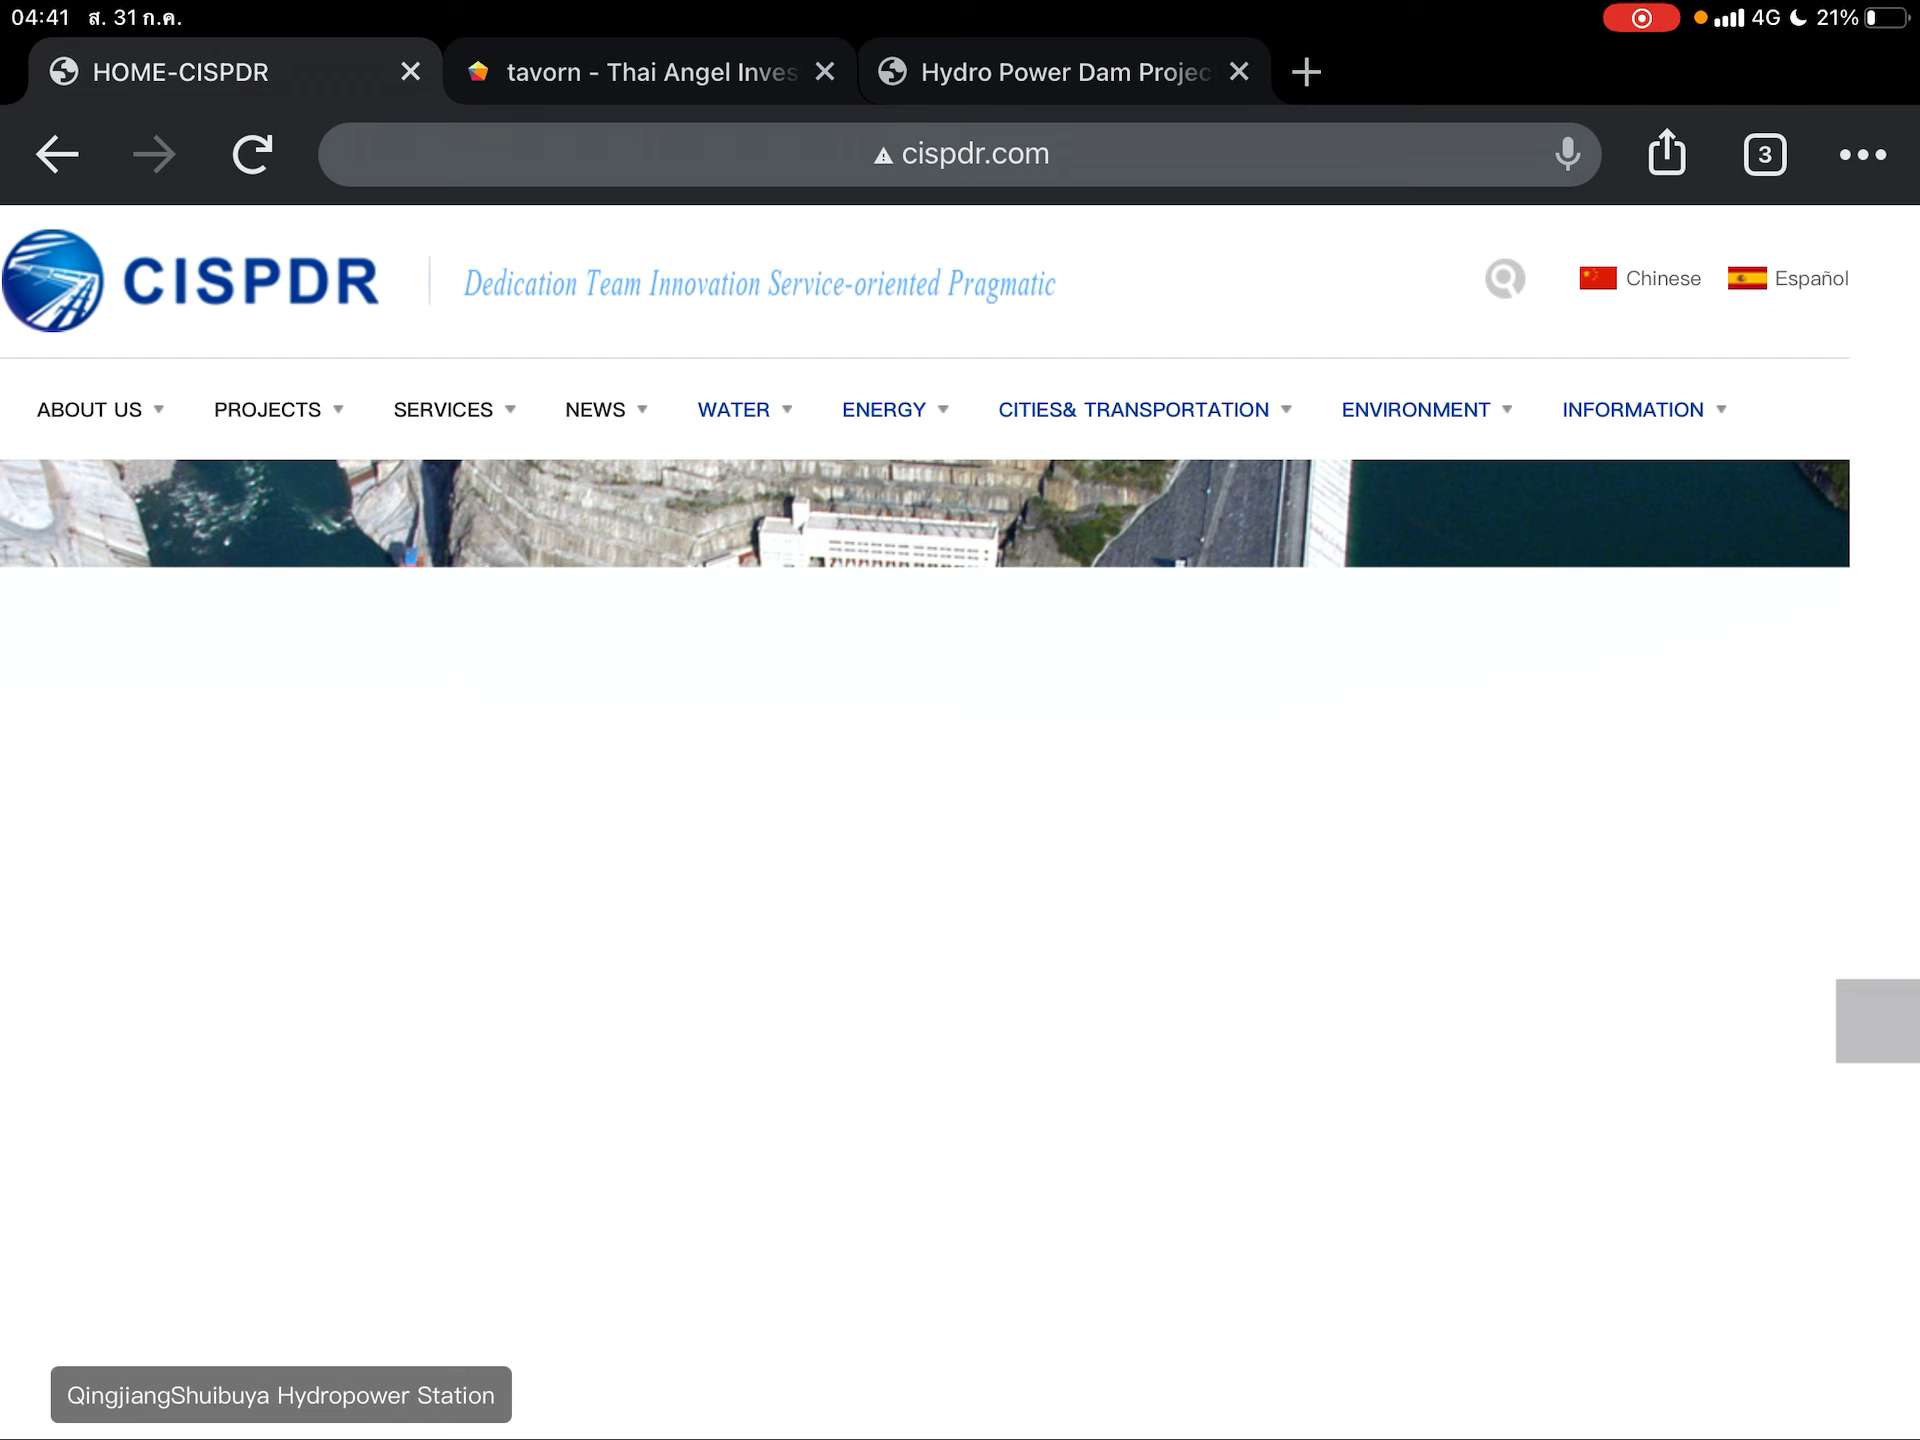 04:41 ส. 31 ก.ค. 4G 21%
HOME-CISPDR tavorn - Thai Angel Inves Hydro Power Dam Projec
cispdr.com 3
CISPDR Dedication Team Innovation Service-oriented Pragmatic Chinese Español
ABOUT US PROJECTS SERVICES NEWS WATER ENERGY CITIES& TRANSPORTATION ENVIRONMENT INFORMATION
QingjiangShuibuya Hydropower Station